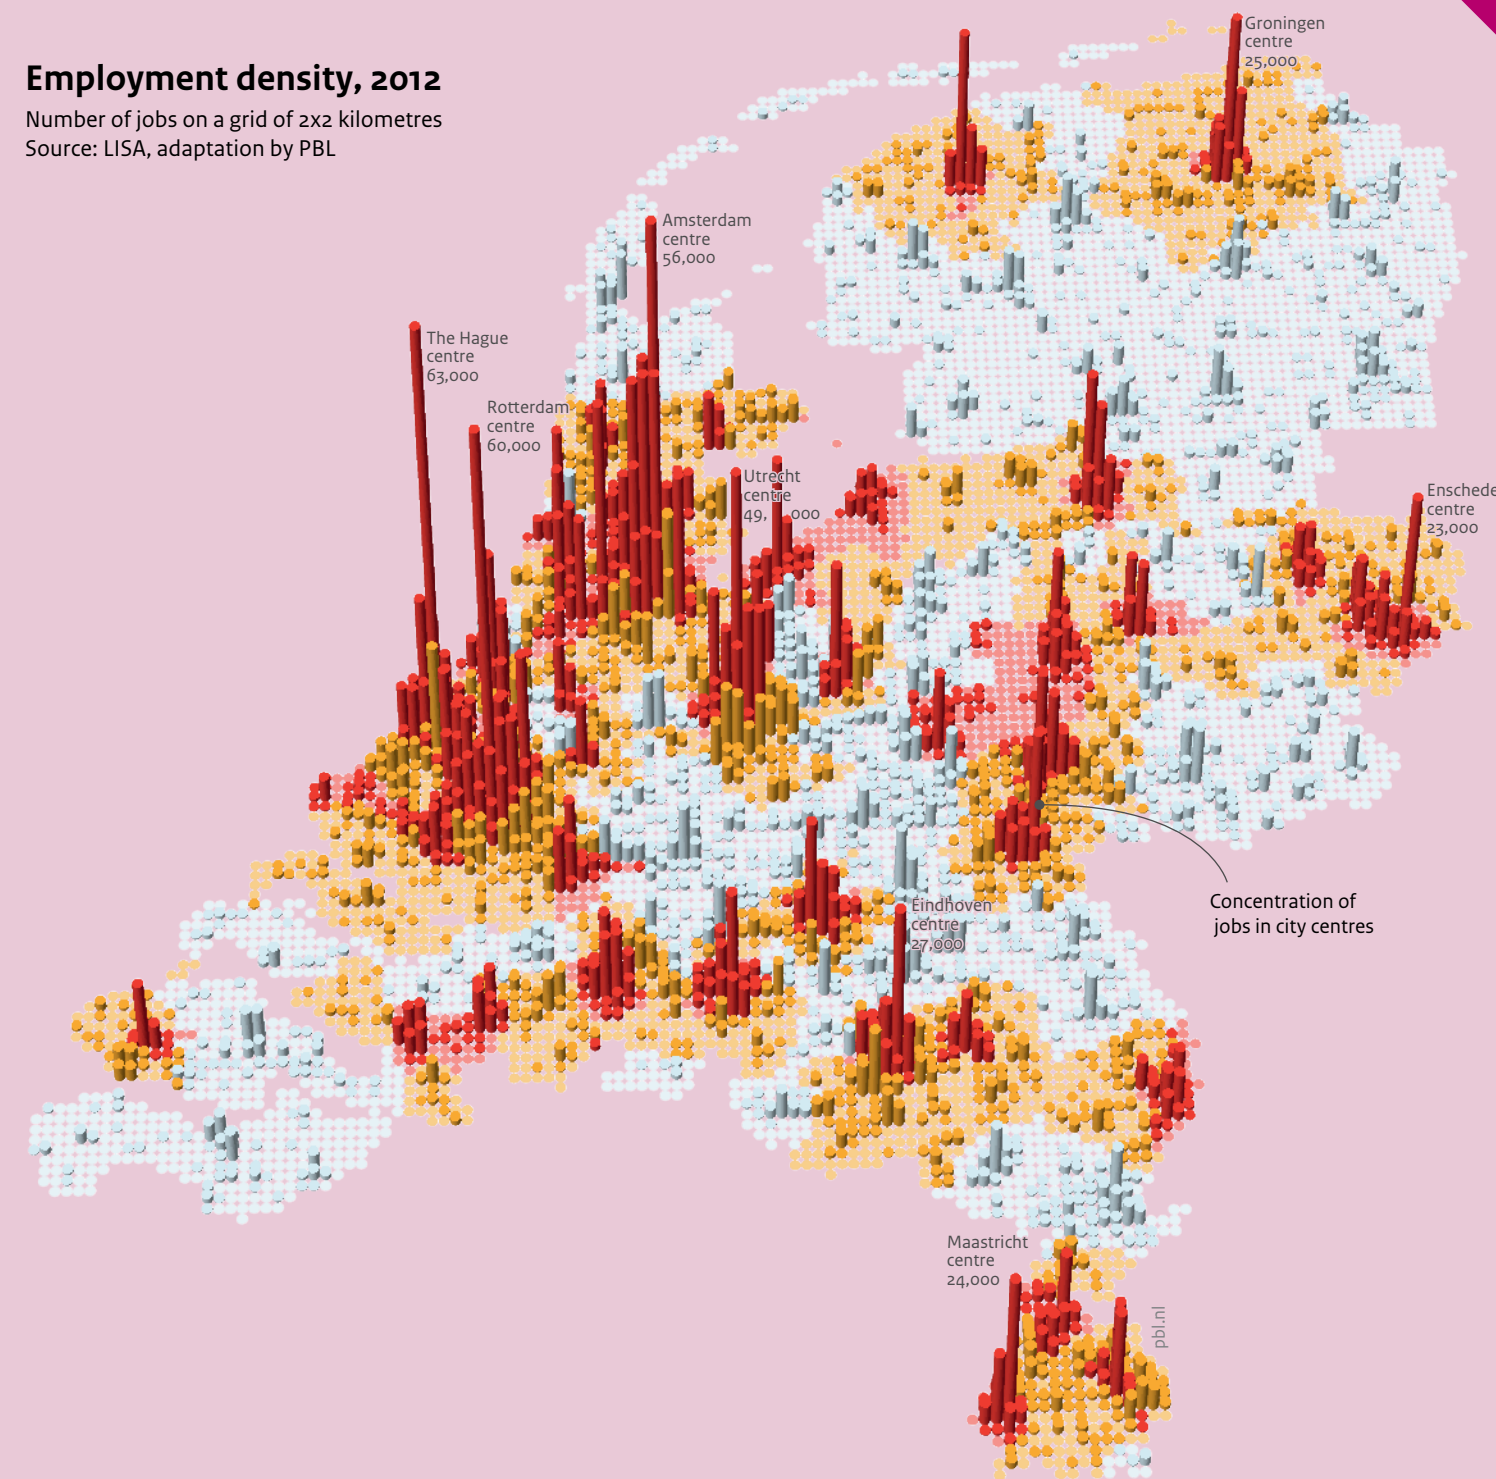 Employment density, 2012
Number of jobs on a grid of 2x2 kilometres
Source: LISA, adaptation by PBL
Groningen
centre
25,000
Amsterdam
centre
56,000
The Hague
centre
63,000
Rotterdam
centre
60,000
Utrecht
centre
49, 000
Enschede
centre
23,000
Concentration of
jobs in city centres
Eindhoven
centre
27,000
Maastricht
centre
24,000
pbl.nl